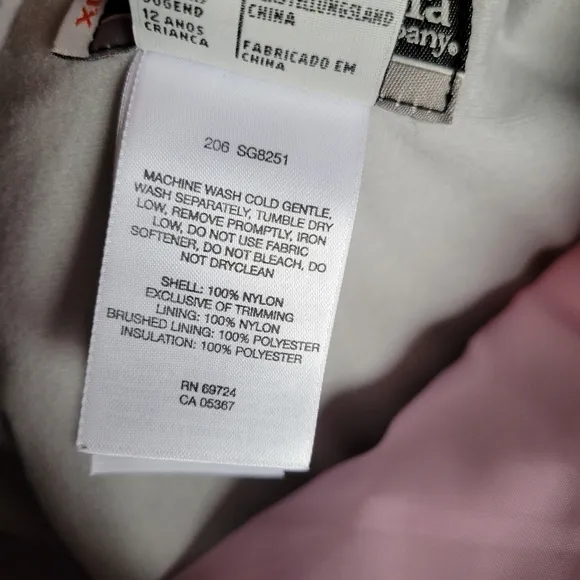 JUGEND
12 ANOS
CRIANCA
CHINA
FABRICADO EM
CHINA
206 SG8251
MACHINE WASH COLD GENTLE,
WASH SEPARATELY, TUMBLE DRY
LOW, REMOVE PROMPTLY, IRON
LOW, DO NOT USE FABRIC
SOFTENER, DO NOT BLEACH, DO
NOT DRYCLEAN
SHELL: 100% NYLON
EXCLUSIVE OF TRIMMING
LINING: 100% NYLON
BRUSHED LINING: 100% POLYESTER
INSULATION: 100% POLYESTER
RN 69724
CA 05367